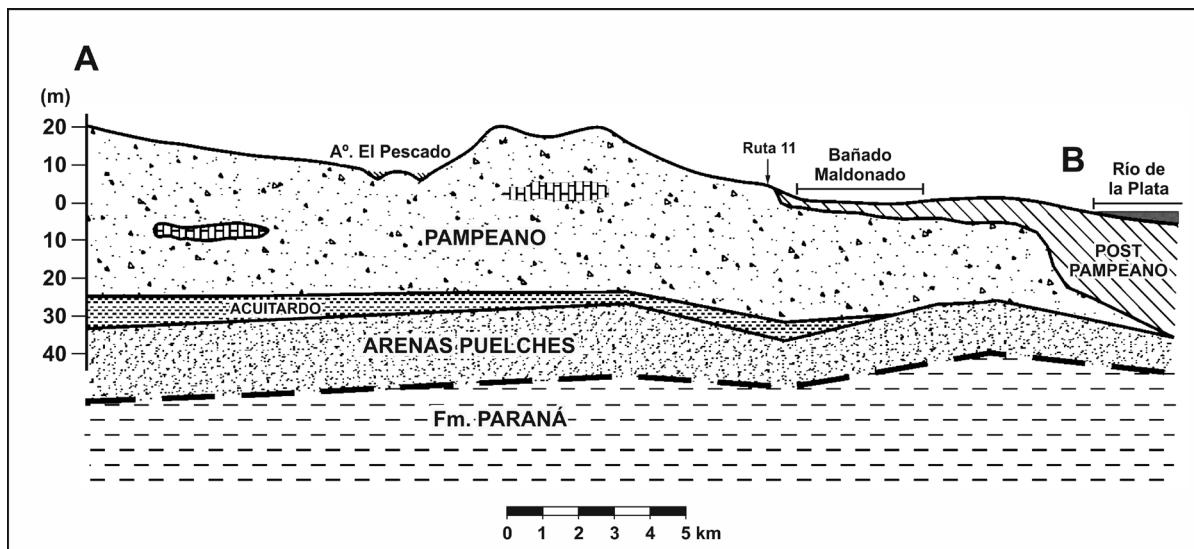 A
(m)
20
10
0
10
20
30
40
Aº. El Pescado
Ruta 11
Bañado
Maldonado
B
Río de
la Plata
PAMPEANO
POST
PAMPEANO
ACUITARDO
ARENAS PUELCHES
Fm. PARANÁ
0 1 2 3 4 5 km